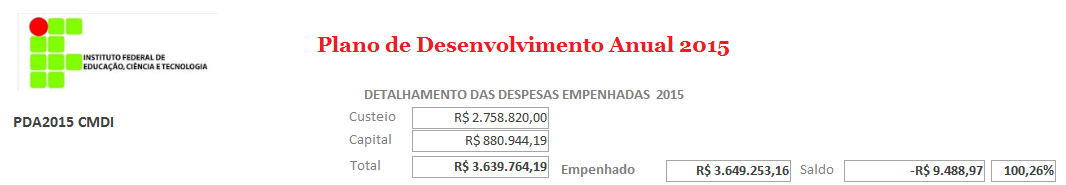 Plano de Desenvolvimento Anual 2015
INSTITUTO FEDERAL DE
EDUCAÇÃO, CIÊNCIA E TECNOLOGIA
DETALHAMENTO DAS DESPESAS EMPENHADAS 2015
PDA2015 CMDI
Custeio R$ 2.758.820,00
Capital R$ 880.944,19
Total R$ 3.639.764,19 Empenhado R$ 3.649.253,16 Saldo -R$ 9.488,97 100,26%